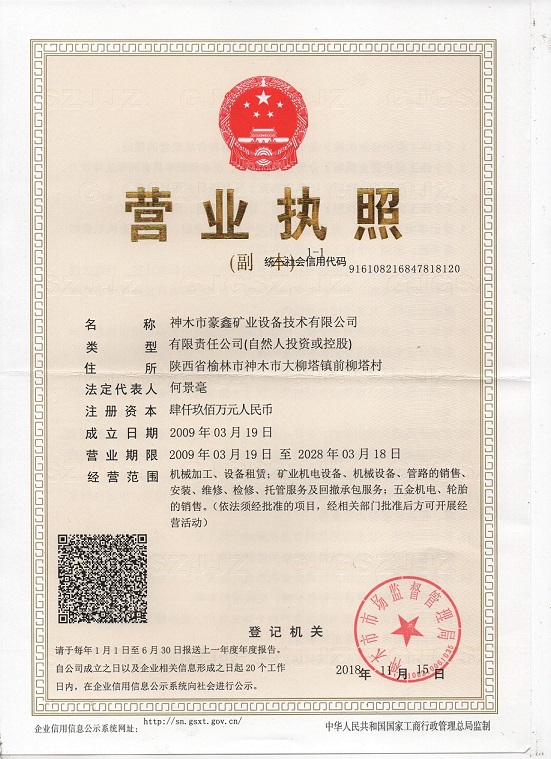 营业执照
(副 本)
1-1
统一社会信用代码 916108216847818120
名 称 神木市豪鑫矿业设备技术有限公司
类 型 有限责任公司(自然人投资或控股)
住 所 陕西省榆林市神木市大柳塔镇前柳塔村
法定代表人 何景毫
注册资本 肆仟玖佰万元人民币
成立日期 2009年03月19日
营业期限 2009年03月19日 至 2028年03月18日
经营范围 机械加工、设备租赁；矿业机电设备、机械设备、管路的销售、
安装、维修、检修、托管服务及回撤承包服务；五金机电、轮胎
的销售。(依法须经批准的项目，经相关部门批准后方可开展经
营活动)
登记机关
神木市市场监督管理局
请于每年1月1日至6月30日报送上一年度年度报告。
自公司成立之日以及企业相关信息形成之日起20个工作
日内，在企业信用信息公示系统向社会进行公示。
2018年 11月 15日
企业信用信息公示系统网址： http://sn.gsxt.gov.cn/
中华人民共和国国家工商行政管理总局监制